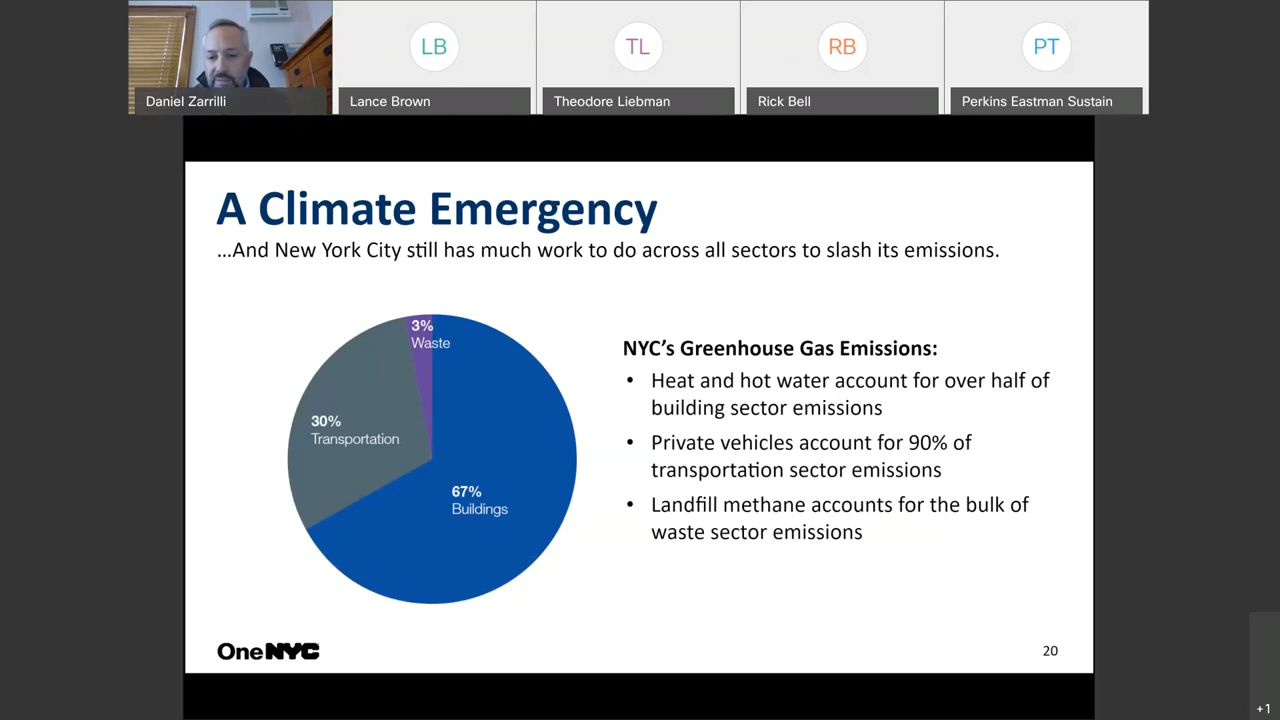 LB
TL
RB
PT
Daniel Zarrilli
Lance Brown
Theodore Liebman
Rick Bell
Perkins Eastman Sustain
A Climate Emergency
...And New York City still has much work to do across all sectors to slash its emissions.
3%
Waste
30%
Transportation
67%
Buildings
NYC's Greenhouse Gas Emissions:
• Heat and hot water account for over half of
building sector emissions
• Private vehicles account for 90% of
transportation sector emissions
• Landfill methane accounts for the bulk of
waste sector emissions
OneNYC
20
+1